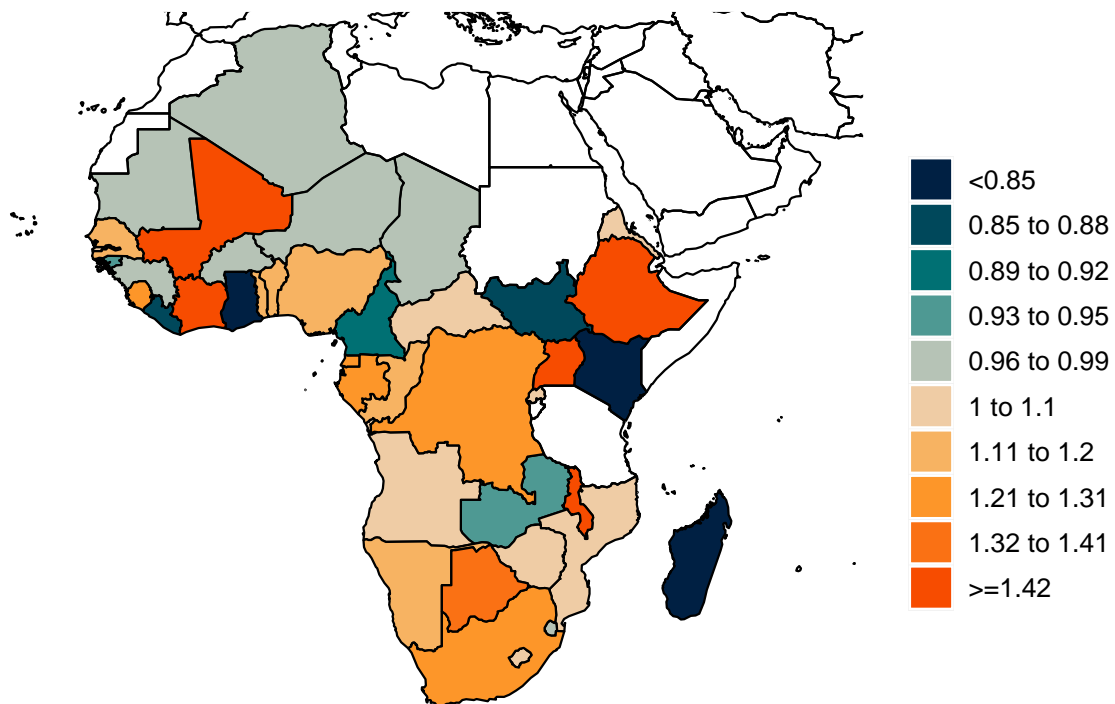 <0.85
0.85 to 0.88
0.89 to 0.92
0.93 to 0.95
0.96 to 0.99
1 to 1.1
1.11 to 1.2
1.21 to 1.31
1.32 to 1.41
>=1.42